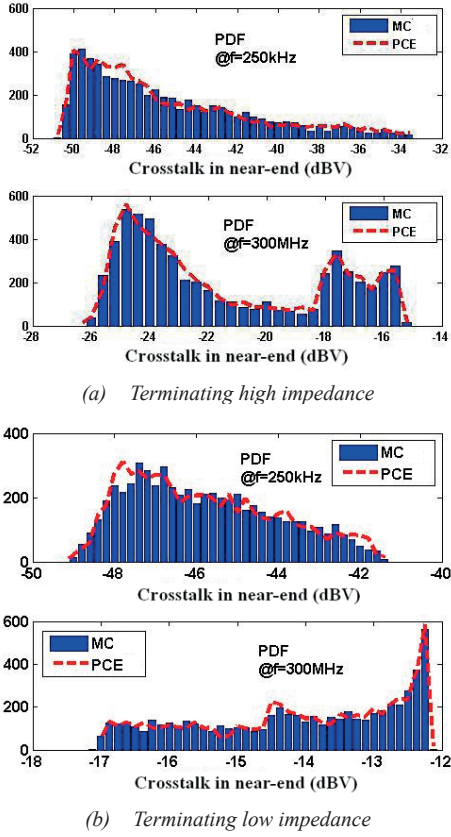 600
400
200
0
PDF
@f=250kHz
MC
PCE
-52 -50 -48 -46 -44 -42 -40 -38 -36 -34 -32
Crosstalk in near-end (dBV)
600
400
200
0
PDF
@f=300MHz
MC
PCE
-28 -26 -24 -22 -20 -18 -16 -14
Crosstalk in near-end (dBV)
(a) Terminating high impedance
400
200
0
PDF
@f=250kHz
MC
PCE
-50 -48 -46 -44 -42 -40
Crosstalk in near-end (dBV)
600
400
200
0
MC
PCE
PDF
@f=300MHz
-18 -17 -16 -15 -14 -13 -12
Crosstalk in near-end (dBV)
(b) Terminating low impedance